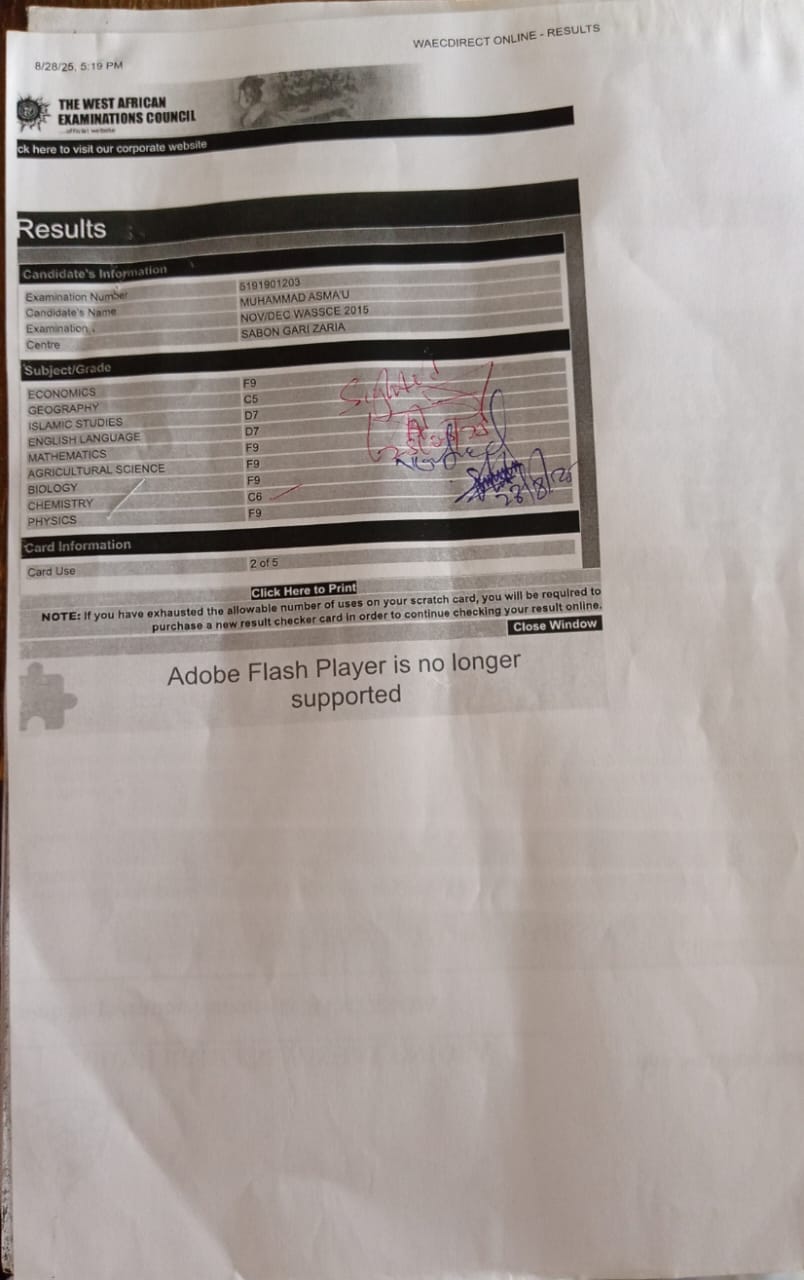 WAECDIRECT ONLINE - RESULTS
8/28/25, 5:19 PM
THE WEST AFRICAN
EXAMINATIONS COUNCIL
...official website
ck here to visit our corporate website
Results
Candidate's Information
Examination Number 5191901203
Candidate's Name MUHAMMAD ASMA'U
Examination NOV/DEC WASSCE 2015
Centre SABON GARI ZARIA
Subject/Grade
ECONOMICS F9
GEOGRAPHY C5
ISLAMIC STUDIES D7
ENGLISH LANGUAGE D7
MATHEMATICS F9
AGRICULTURAL SCIENCE F9
BIOLOGY F9
CHEMISTRY C6
PHYSICS F9
Sighted
28/8/25
Card Information
Card Use 2 of 5
Click Here to Print
NOTE: If you have exhausted the allowable number of uses on your scratch card, you will be required to
purchase a new result checker card in order to continue checking your result online.
Close Window
Adobe Flash Player is no longer
supported